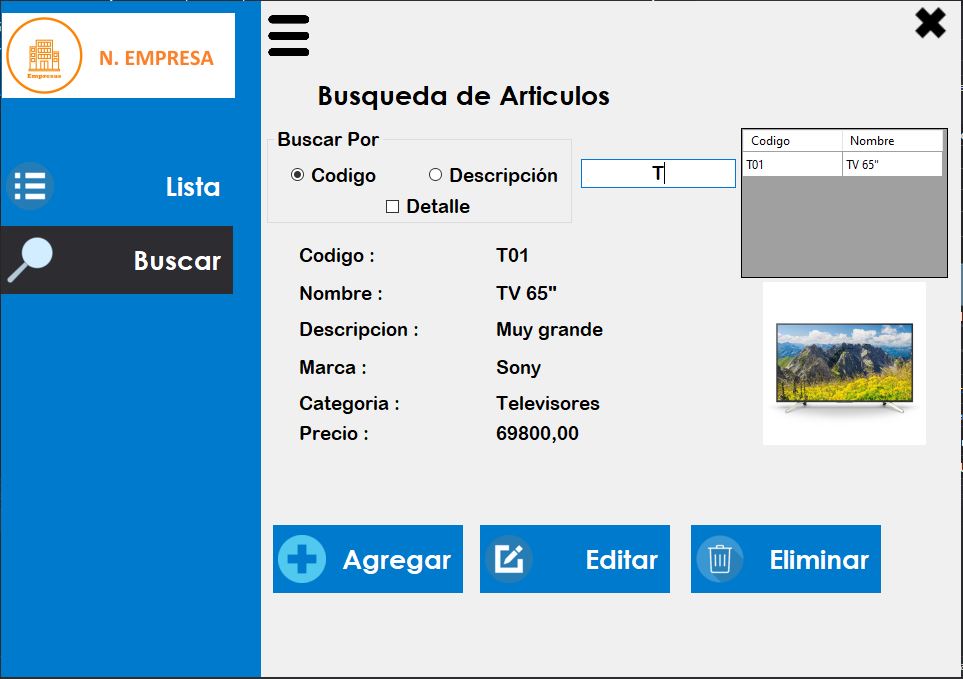 Empresas
N. EMPRESA
Lista
Buscar
Busqueda de Articulos
Buscar Por
Codigo
Descripción
Detalle
T
Codigo
Nombre
T01
TV 65"
Codigo :
T01
Nombre :
TV 65"
Descripcion :
Muy grande
Marca :
Sony
Categoria :
Televisores
Precio :
69800,00
Agregar
Editar
Eliminar